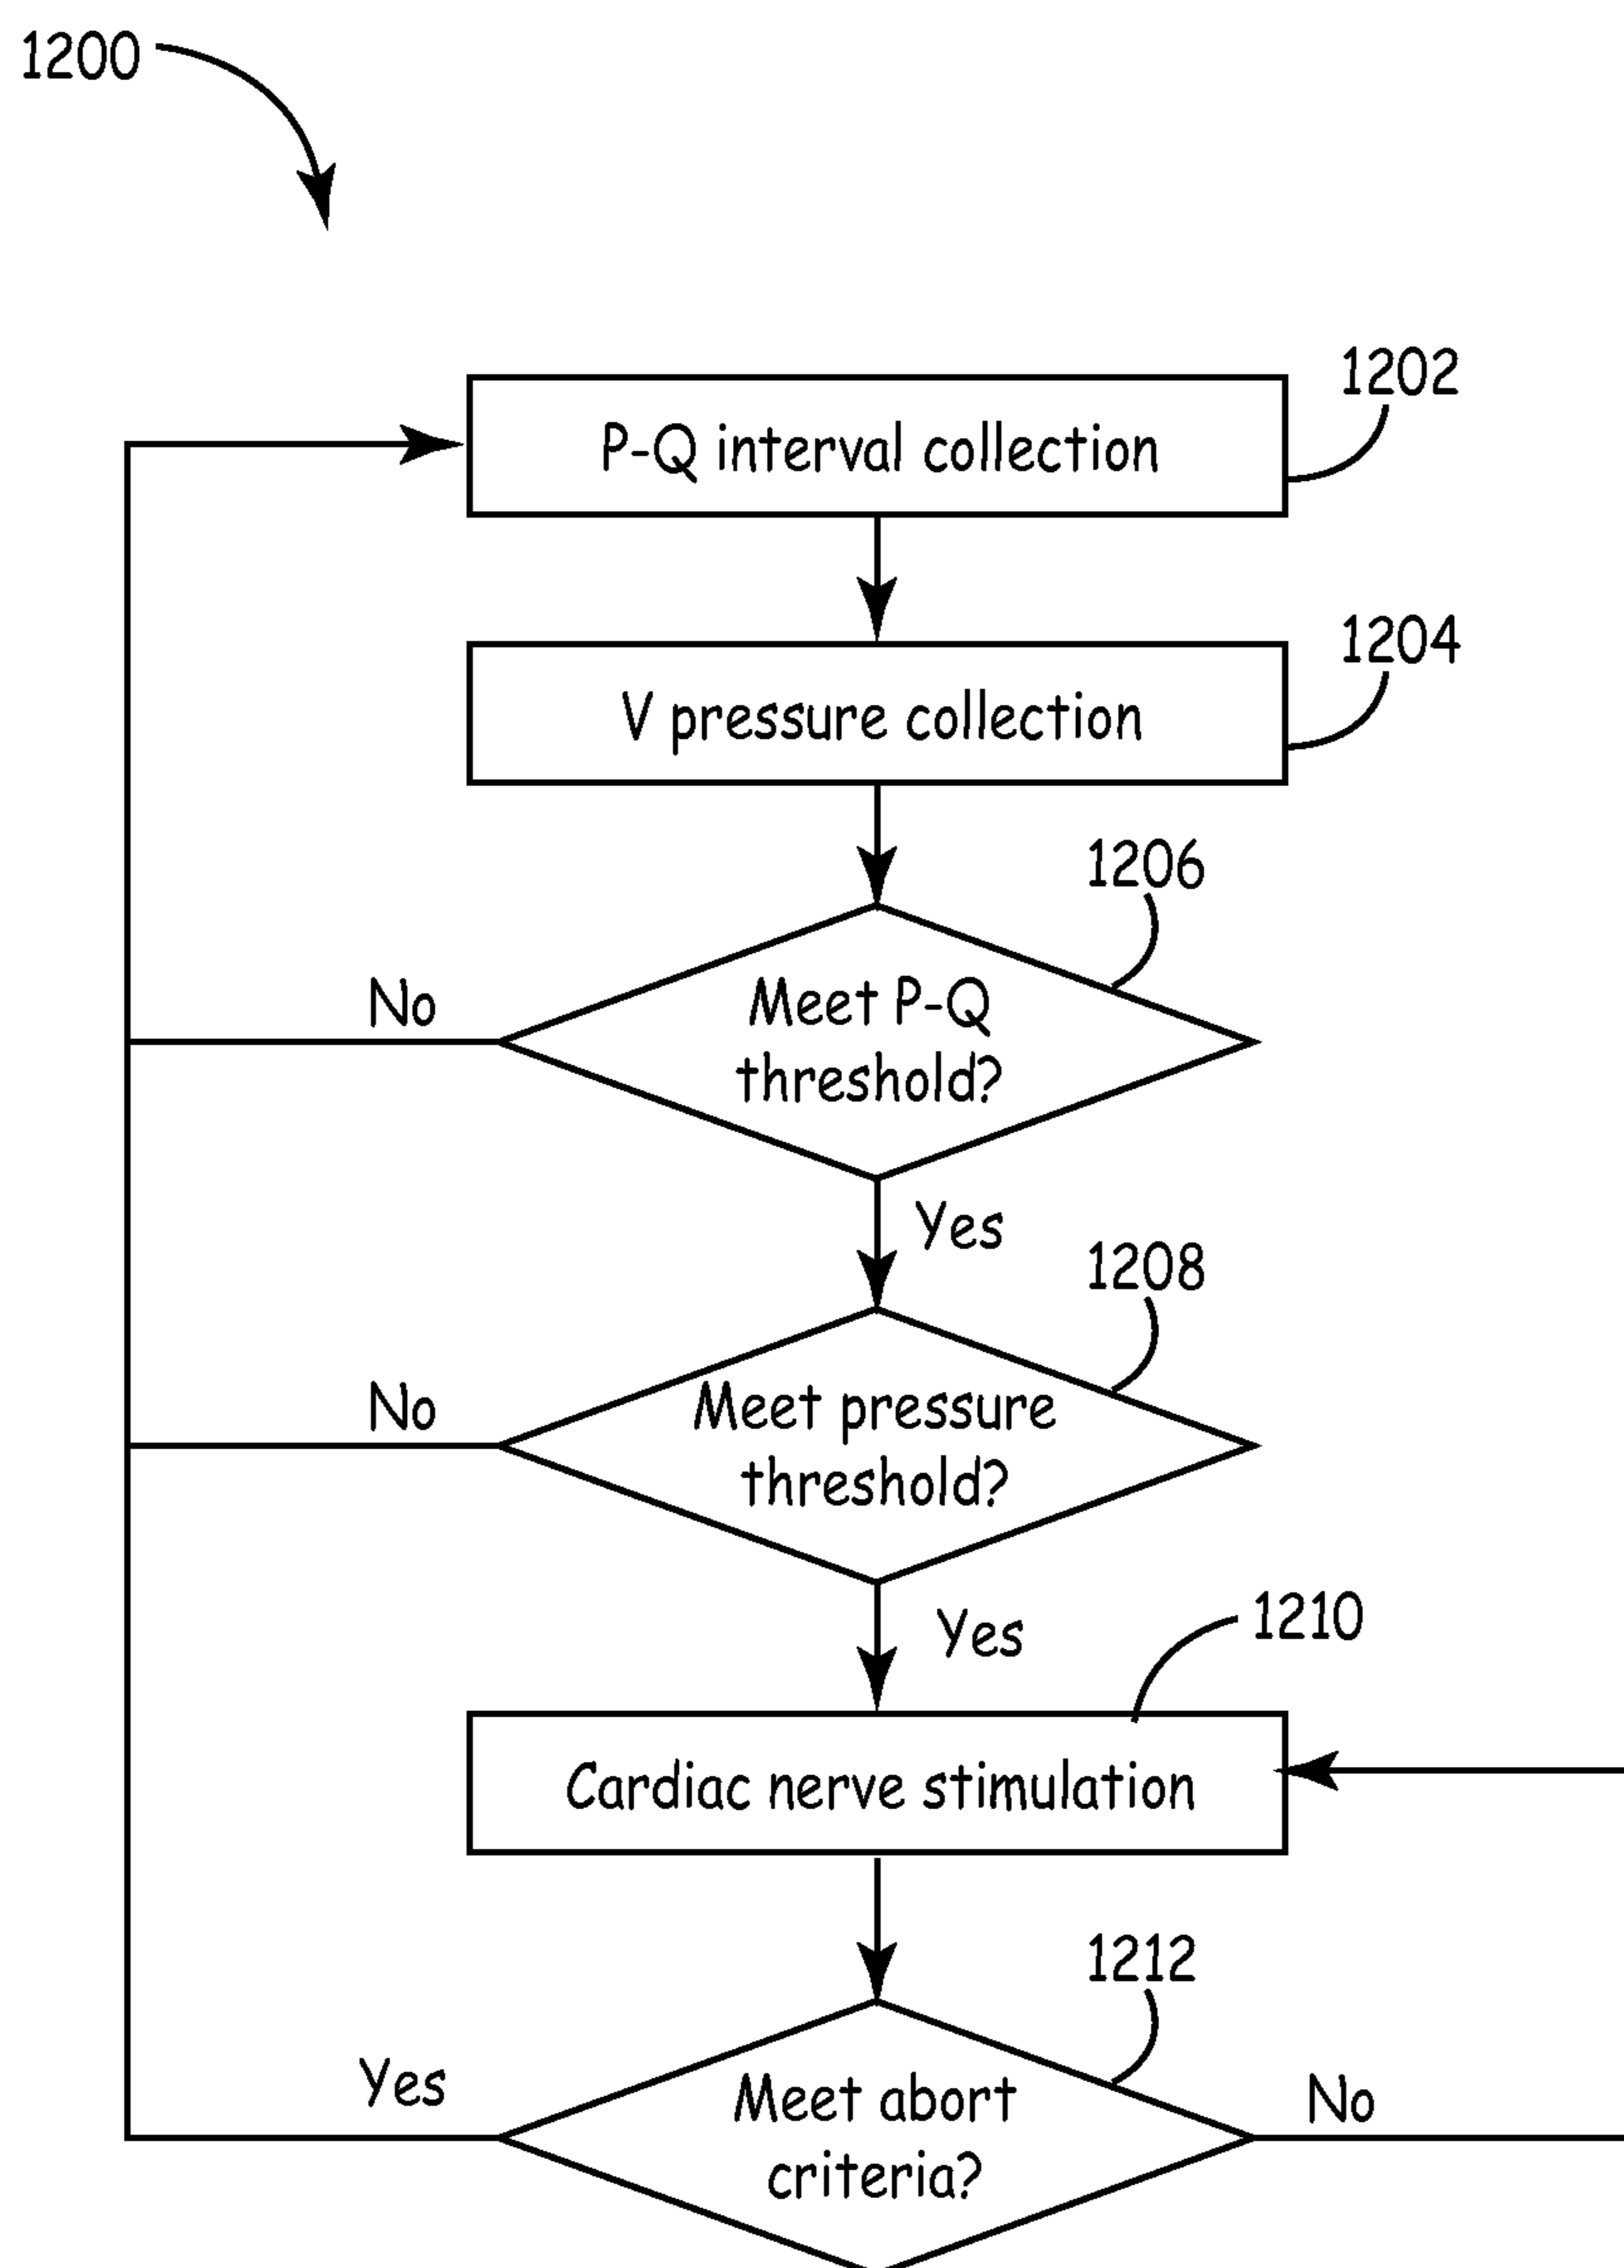 1200
1202
P-Q interval collection
1204
V pressure collection
1206
No
Meet P-Q
threshold?
Yes
1208
No
Meet pressure
threshold?
Yes
1210
Cardiac nerve stimulation
1212
Yes
Meet abort
criteria?
No